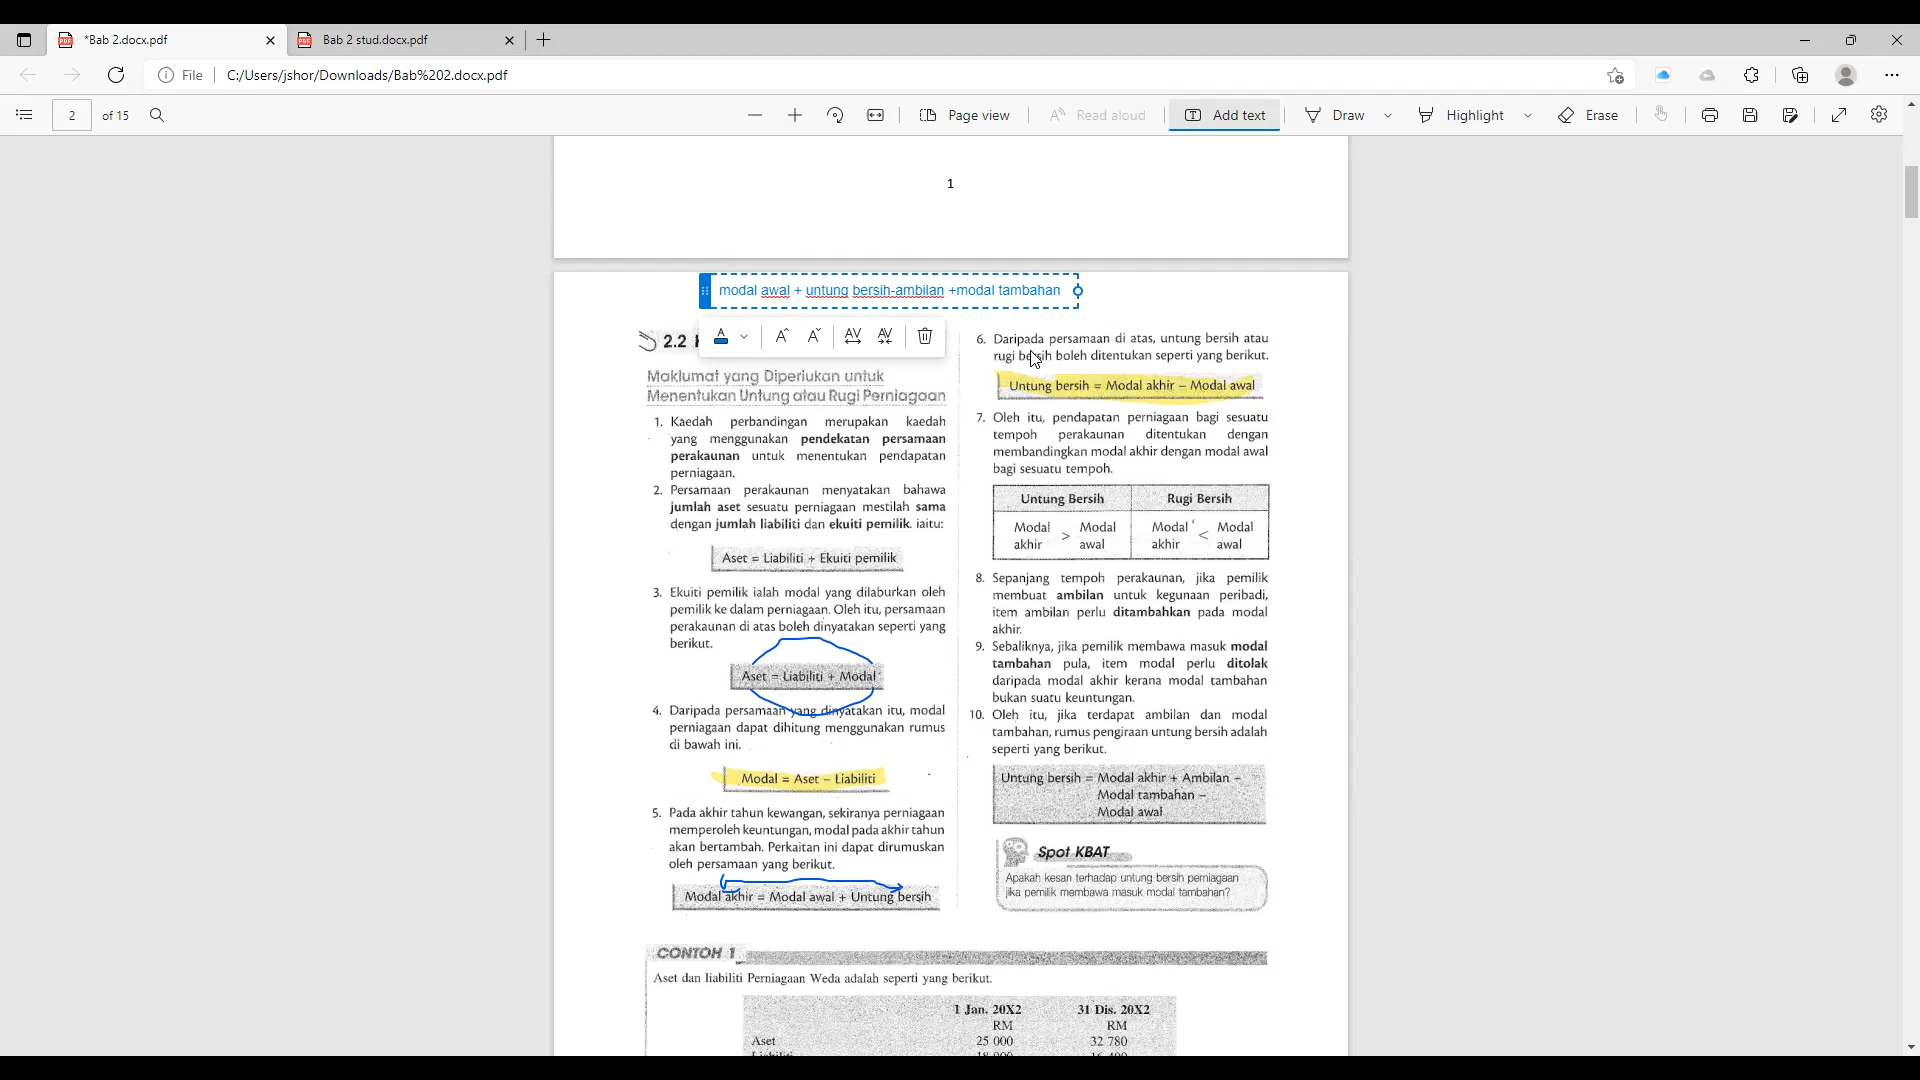 *Bab 2.docx.pdf
Bab 2 stud.docx.pdf
File
C:/Users/jshor/Downloads/Bab%202.docx.pdf
2
of 15
Page view
Read aloud
Add text
Draw
Highlight
Erase
1
modal awal + untung bersih-ambilan +modal tambahan
2.2
Maklumat yang Diperlukan untuk
Menentukan Untung atau Rugi Perniagaan
1. Kaedah perbandingan merupakan kaedah
yang menggunakan pendekatan persamaan
perakaunan untuk menentukan pendapatan
perniagaan.
2. Persamaan perakaunan menyatakan bahawa
jumlah aset sesuatu perniagaan mestilah sama
dengan jumlah liabiliti dan ekuiti pemilik. iaitu:
Aset = Liabiliti + Ekuiti pemilik
3. Ekuiti pemilik ialah modal yang dilaburkan oleh
pemilik ke dalam perniagaan. Oleh itu, persamaan
perakaunan di atas boleh dinyatakan seperti yang
berikut.
Aset = Liabiliti + Modal
4. Daripada persamaan yang dinyatakan itu, modal
perniagaan dapat dihitung menggunakan rumus
di bawah ini.
Modal = Aset – Liabiliti
5. Pada akhir tahun kewangan, sekiranya perniagaan
memperoleh keuntungan, modal pada akhir tahun
akan bertambah. Perkaitan ini dapat dirumuskan
oleh persamaan yang berikut.
Modal akhir = Modal awal + Untung bersih
6. Daripada persamaan di atas, untung bersih atau
rugi bersih boleh ditentukan seperti yang berikut.
Untung bersih = Modal akhir – Modal awal
7. Oleh itu, pendapatan perniagaan bagi sesuatu
tempoh perakaunan ditentukan dengan
membandingkan modal akhir dengan modal awal
bagi sesuatu tempoh.
Untung Bersih Rugi Bersih
Modal akhir > Modal awal Modal akhir < Modal awal
8. Sepanjang tempoh perakaunan, jika pemilik
membuat ambilan untuk kegunaan peribadi,
item ambilan perlu ditambahkan pada modal
akhir.
9. Sebaliknya, jika pemilik membawa masuk modal
tambahan pula, item modal perlu ditolak
daripada modal akhir kerana modal tambahan
bukan suatu keuntungan.
10. Oleh itu, jika terdapat ambilan dan modal
tambahan, rumus pengiraan untung bersih adalah
seperti yang berikut.
Untung bersih = Modal akhir + Ambilan –
Modal tambahan –
Modal awal
Spot KBAT
Apakah kesan terhadap untung bersih perniagaan
jika pemilik membawa masuk modal tambahan?
CONTOH 1
Aset dan liabiliti Perniagaan Weda adalah seperti yang berikut.
1 Jan. 20X2 31 Dis. 20X2
RM RM
Aset 25 000 32 780